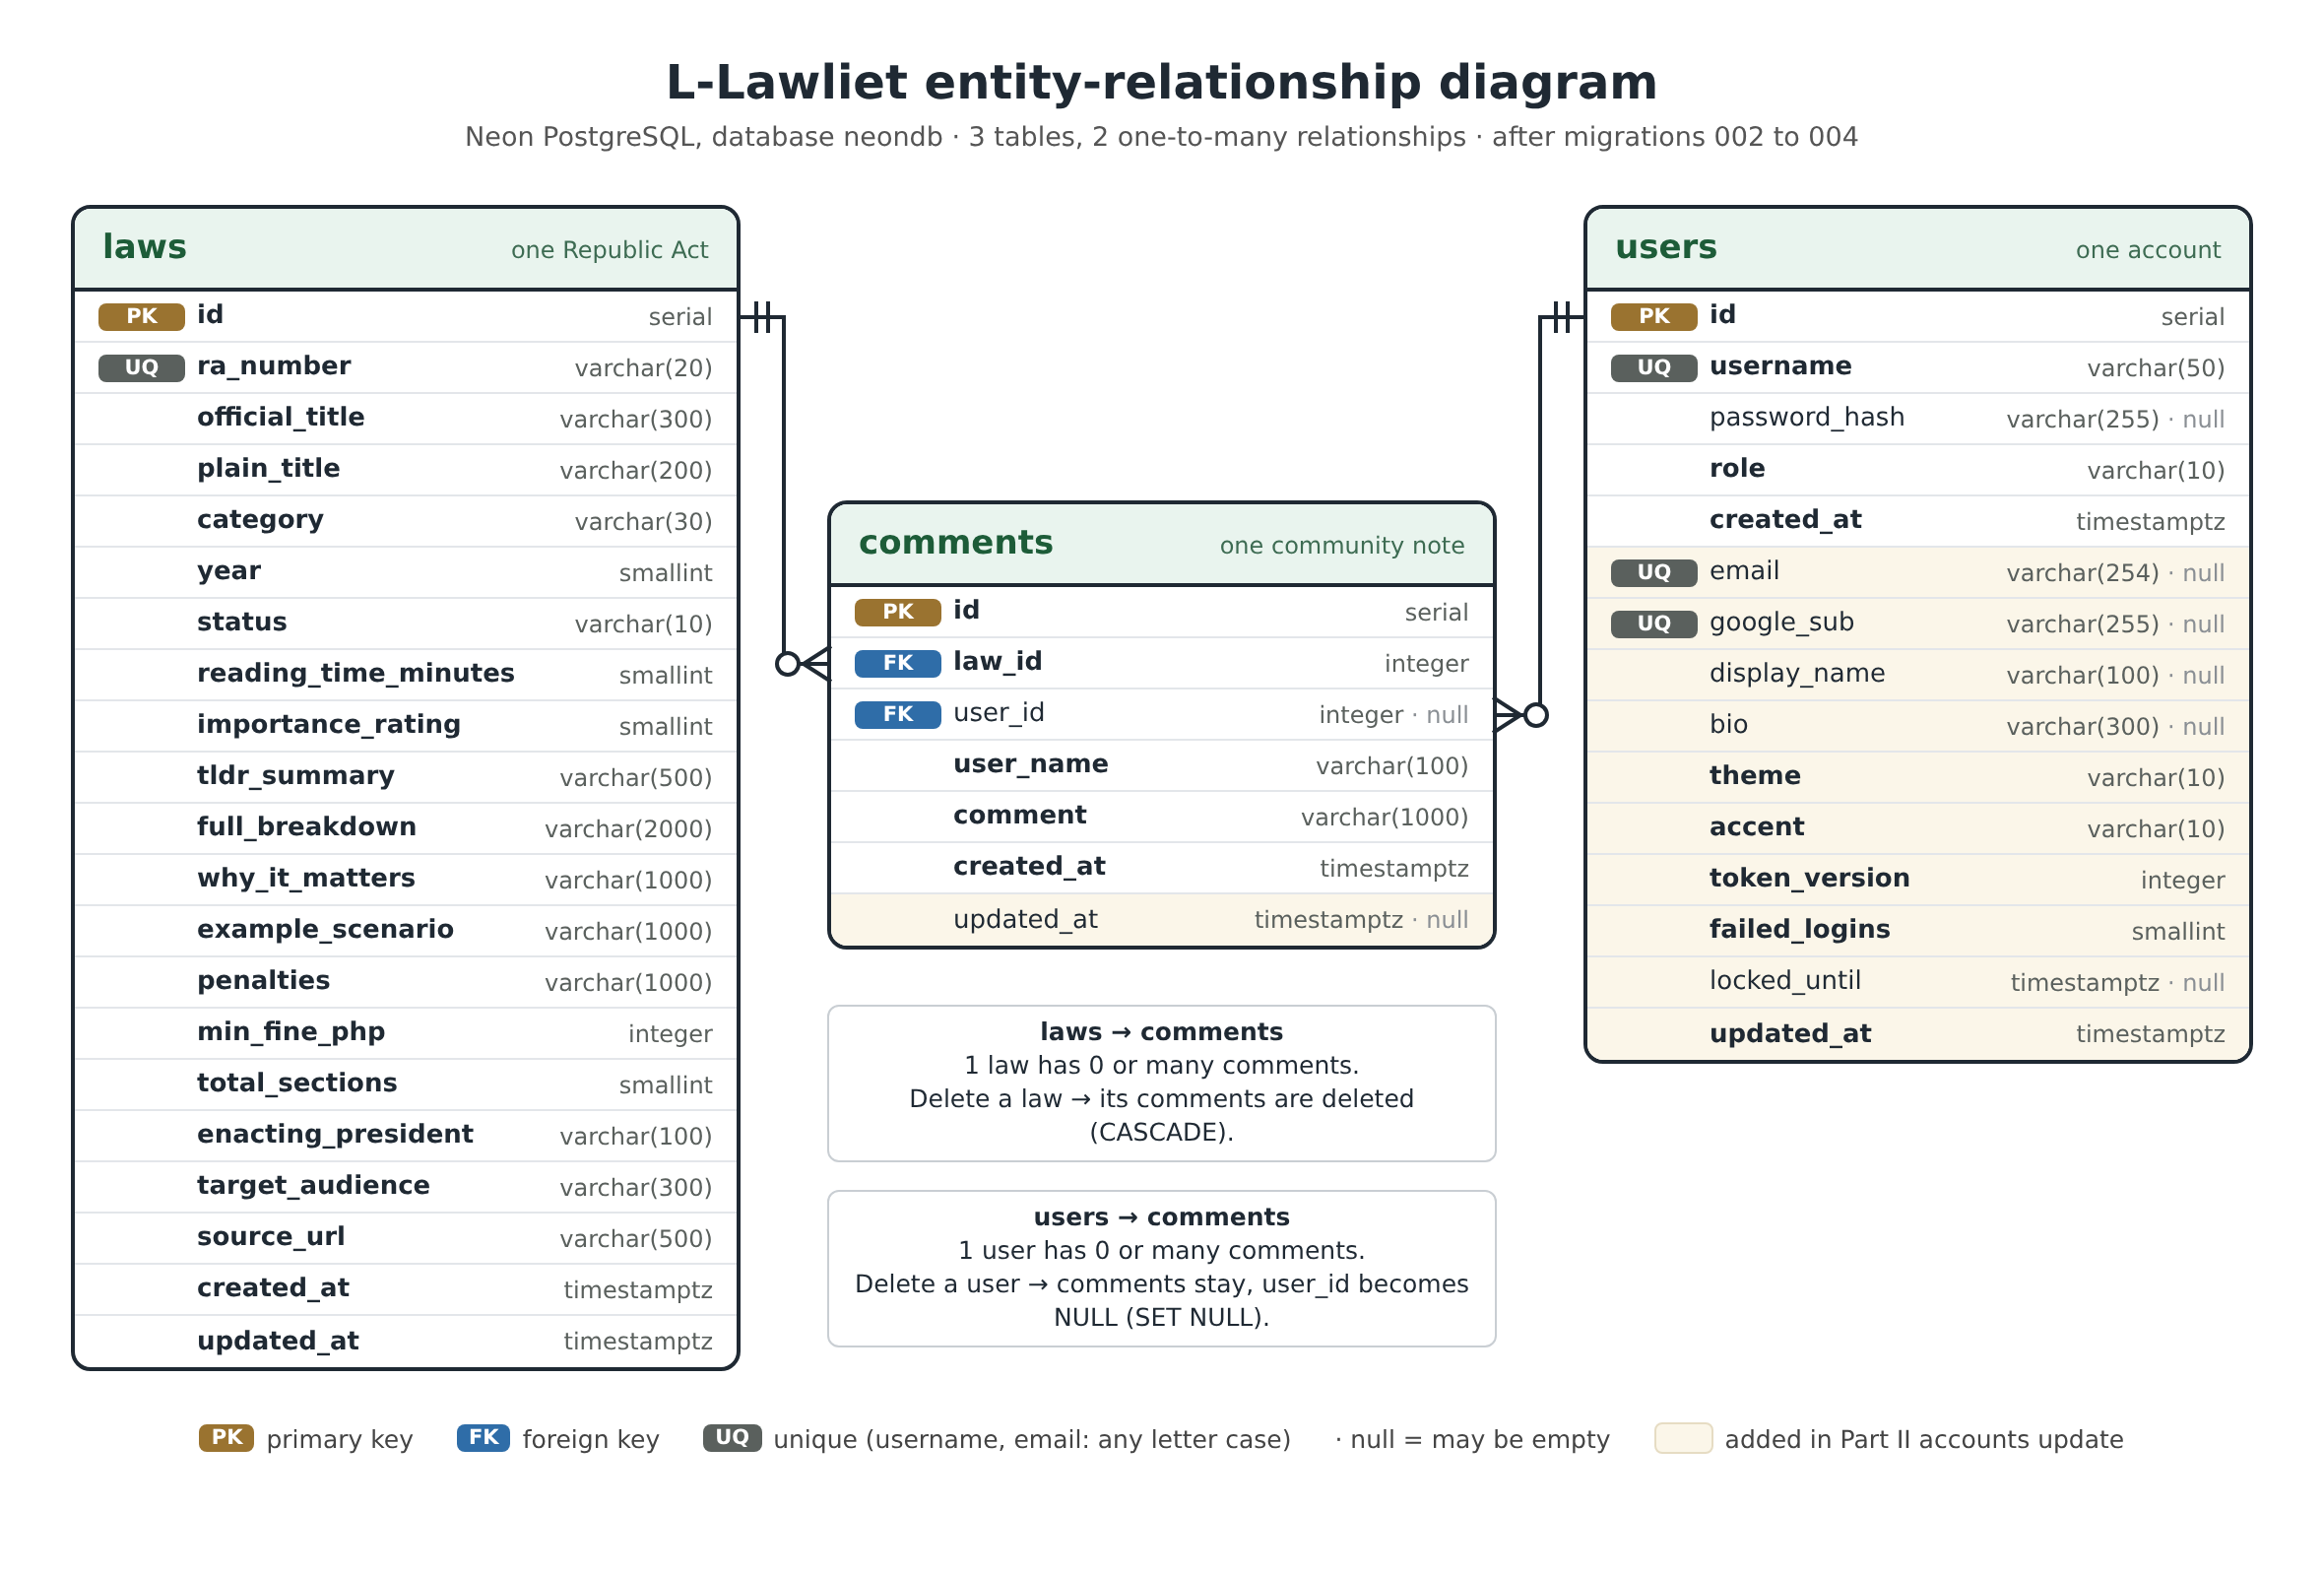 L-Lawliet entity-relationship diagram
Neon PostgreSQL, database neondb · 3 tables, 2 one-to-many relationships · after migrations 002 to 004
laws one Republic Act
PK id serial
UQ ra_number varchar(20)
official_title varchar(300)
plain_title varchar(200)
category varchar(30)
year smallint
status varchar(10)
reading_time_minutes smallint
importance_rating smallint
tldr_summary varchar(500)
full_breakdown varchar(2000)
why_it_matters varchar(1000)
example_scenario varchar(1000)
penalties varchar(1000)
min_fine_php integer
total_sections smallint
enacting_president varchar(100)
target_audience varchar(300)
source_url varchar(500)
created_at timestamptz
updated_at timestamptz
comments one community note
PK id serial
FK law_id integer
FK user_id integer · null
user_name varchar(100)
comment varchar(1000)
created_at timestamptz
updated_at timestamptz · null
laws → comments
1 law has 0 or many comments.
Delete a law → its comments are deleted
(CASCADE).
users → comments
1 user has 0 or many comments.
Delete a user → comments stay, user_id becomes
NULL (SET NULL).
users one account
PK id serial
UQ username varchar(50)
password_hash varchar(255) · null
role varchar(10)
created_at timestamptz
UQ email varchar(254) · null
UQ google_sub varchar(255) · null
display_name varchar(100) · null
bio varchar(300) · null
theme varchar(10)
accent varchar(10)
token_version integer
failed_logins smallint
locked_until timestamptz · null
updated_at timestamptz
PK primary key FK foreign key UQ unique (username, email: any letter case) · null = may be empty added in Part II accounts update